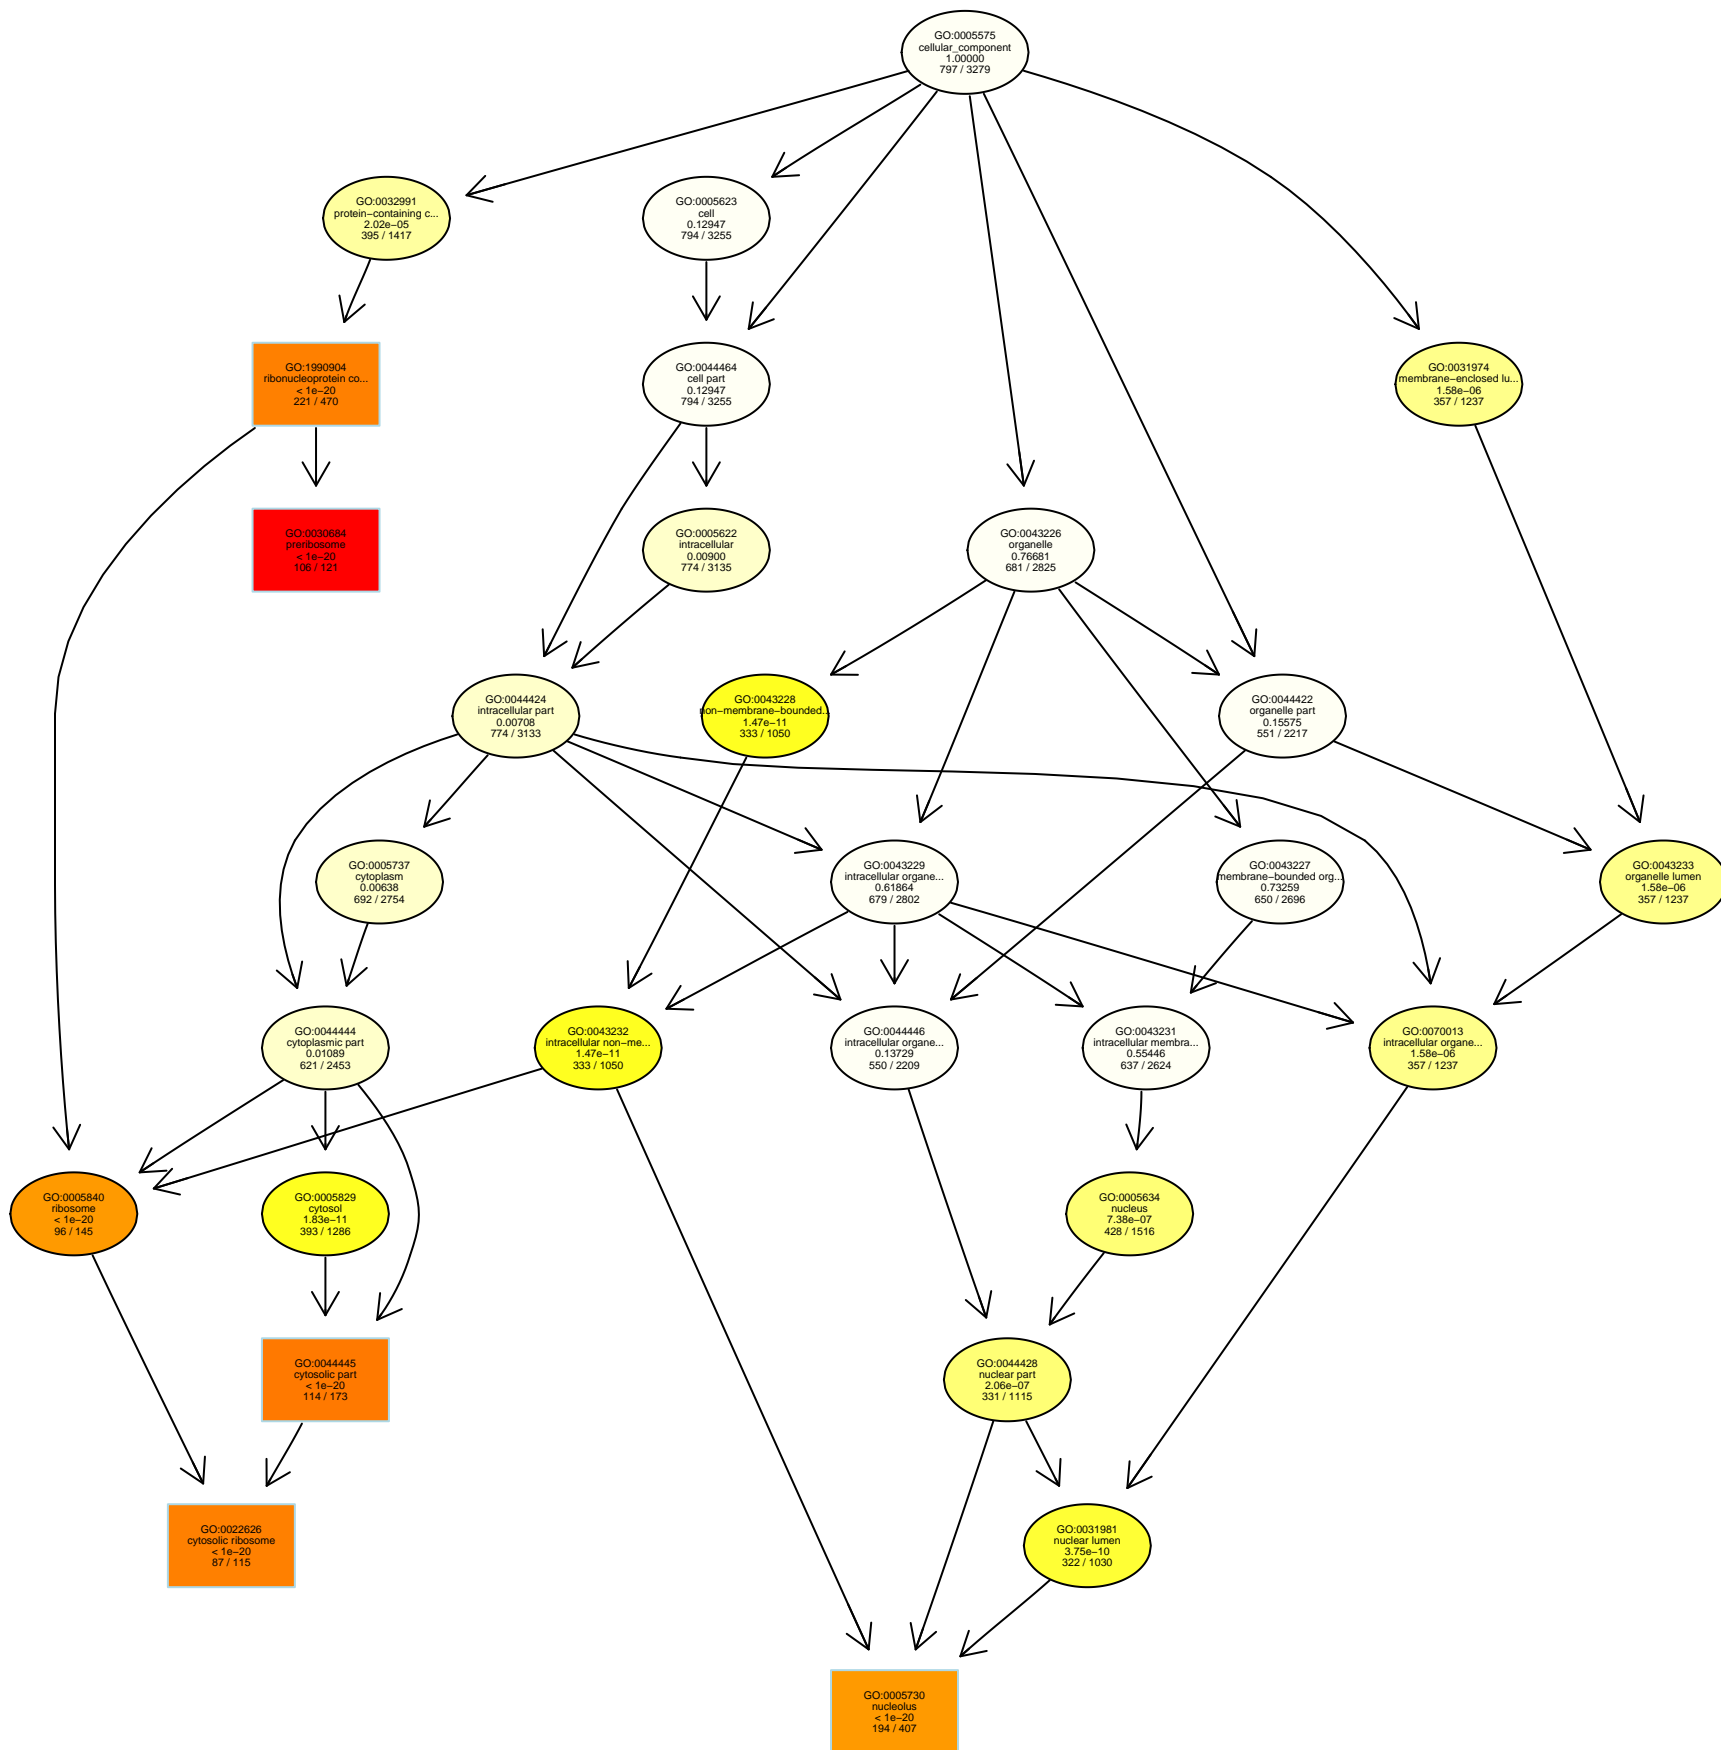 GO:0005575
cellular_component
1.00000
797 / 3279
GO:0032991
protein−containing c...
2.02e−05
395 / 1417
GO:0005623
cell
0.12947
794 / 3255
GO:1990904
ribonucleoprotein co...
< 1e−20
221 / 470
GO:0044464
cell part
0.12947
794 / 3255
GO:0031974
membrane−enclosed lu...
1.58e−06
357 / 1237
GO:0030684
preribosome
< 1e−20
106 / 121
GO:0005622
intracellular
0.00900
774 / 3135
GO:0043226
organelle
0.76681
681 / 2825
GO:0044424
intracellular part
0.00708
774 / 3133
GO:0043228
non−membrane−bounded...
1.47e−11
333 / 1050
GO:0044422
organelle part
0.15575
551 / 2217
GO:0005737
cytoplasm
0.00638
692 / 2754
GO:0043229
intracellular organe...
0.61864
679 / 2802
GO:0043227
membrane−bounded org...
0.73259
650 / 2696
GO:0043233
organelle lumen
1.58e−06
357 / 1237
GO:0044444
cytoplasmic part
0.01089
621 / 2453
GO:0043232
intracellular non−me...
1.47e−11
333 / 1050
GO:0044446
intracellular organe...
0.13729
550 / 2209
GO:0043231
intracellular membra...
0.55446
637 / 2624
GO:0070013
intracellular organe...
1.58e−06
357 / 1237
GO:0005840
ribosome
< 1e−20
96 / 145
GO:0005829
cytosol
1.83e−11
393 / 1286
GO:0005634
nucleus
7.38e−07
428 / 1516
GO:0044445
cytosolic part
< 1e−20
114 / 173
GO:0044428
nuclear part
2.06e−07
331 / 1115
GO:0022626
cytosolic ribosome
< 1e−20
87 / 115
GO:0031981
nuclear lumen
3.75e−10
322 / 1030
GO:0005730
nucleolus
< 1e−20
194 / 407